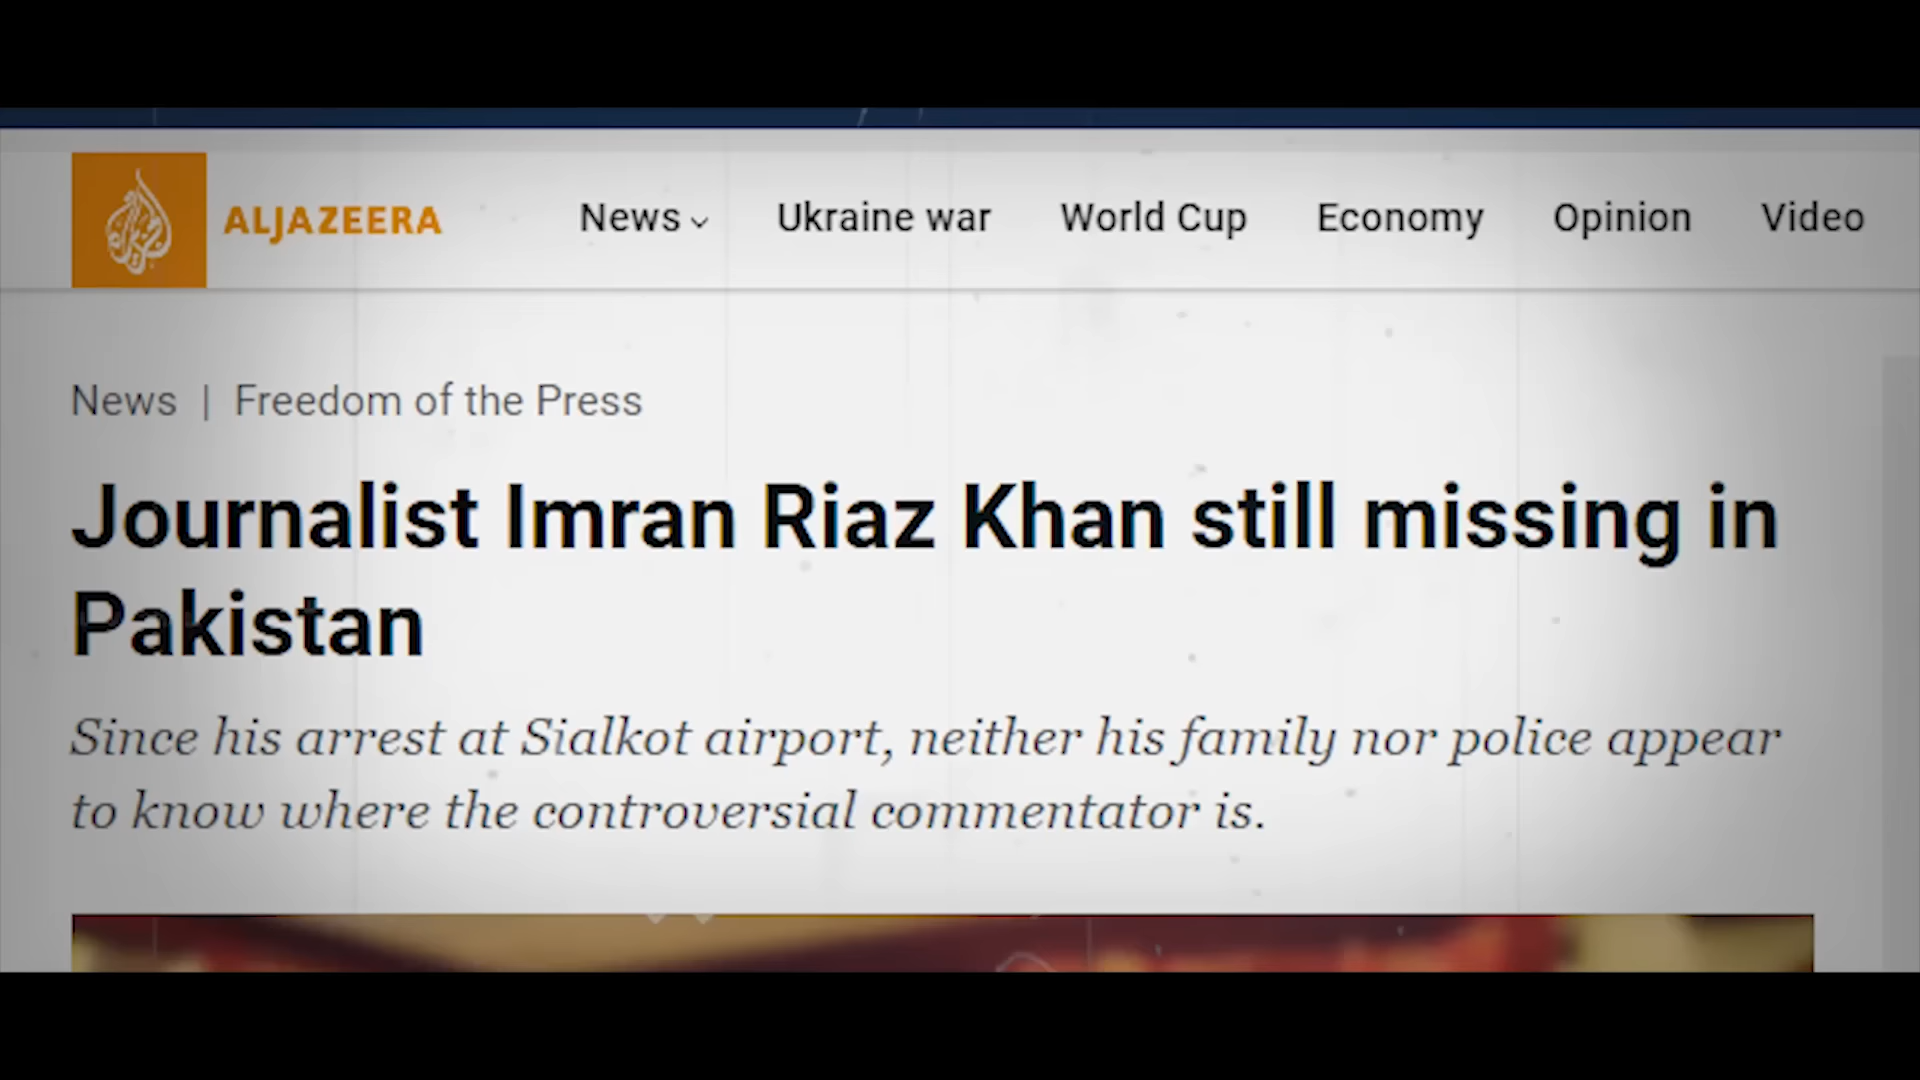 ALJAZEERA News Ukraine war World Cup Economy Opinion Video
News | Freedom of the Press
Journalist Imran Riaz Khan still missing in
Pakistan
Since his arrest at Sialkot airport, neither his family nor police appear
to know where the controversial commentator is.